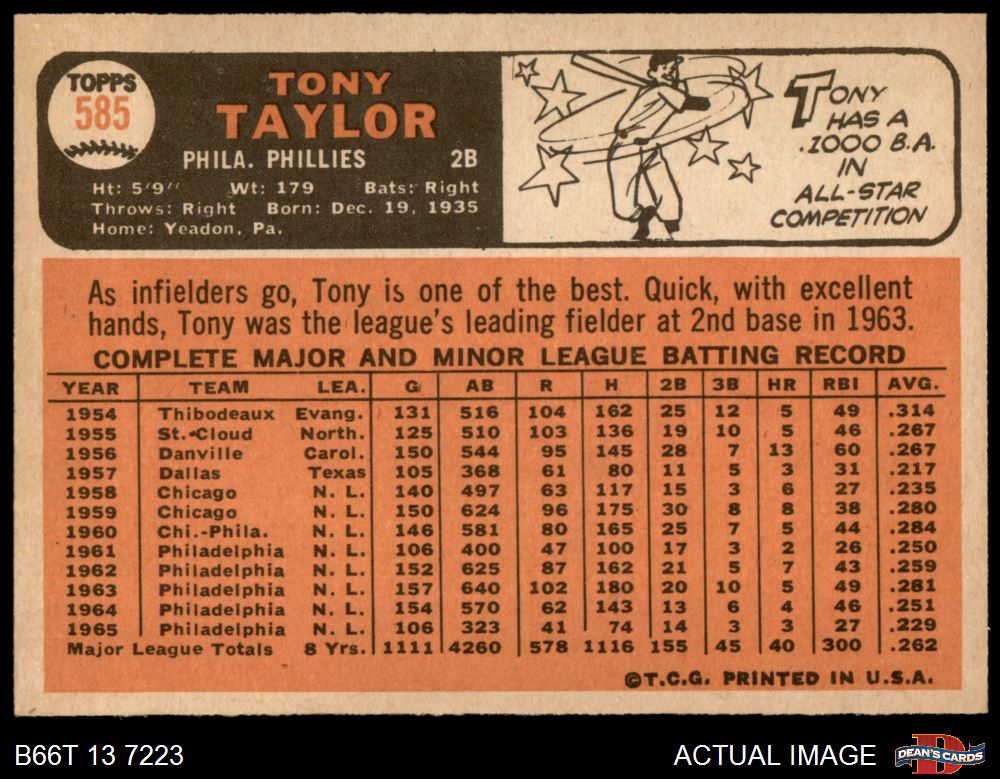 TOPPS
585
TONY
TAYLOR
PHILA. PHILLIES 2B
Ht: 5'9" Wt: 179 Bats: Right
Throws: Right Born: Dec. 19, 1935
Home: Yeadon, Pa.
TONY
HAS A
.1000 B.A.
IN
ALL-STAR
COMPETITION
As infielders go, Tony is one of the best. Quick, with excellent
hands, Tony was the league's leading fielder at 2nd base in 1963.
COMPLETE MAJOR AND MINOR LEAGUE BATTING RECORD
YEAR TEAM LEA. G AB R H 2B 3B HR RBI AVG.
1954 Thibodeaux Evang. 131 516 104 162 25 12 5 49 .314
1955 St.-Cloud North. 125 510 103 136 19 10 5 46 .267
1956 Danville Carol. 150 544 95 145 28 7 13 60 .267
1957 Dallas Texas 105 368 61 80 11 5 3 31 .217
1958 Chicago N. L. 140 497 63 117 15 3 6 27 .235
1959 Chicago N. L. 150 624 96 175 30 8 8 38 .280
1960 Chi.-Phila. N. L. 146 581 80 165 25 7 5 44 .284
1961 Philadelphia N. L. 106 400 47 100 17 3 2 26 .250
1962 Philadelphia N. L. 152 625 87 162 21 5 7 43 .259
1963 Philadelphia N. L. 157 640 102 180 20 10 5 49 .281
1964 Philadelphia N. L. 154 570 62 143 13 6 4 46 .251
1965 Philadelphia N. L. 106 323 41 74 14 3 3 27 .229
Major League Totals 8 Yrs. 1111 4260 578 1116 155 45 40 300 .262
©T.C.G. PRINTED IN U.S.A.
B66T 13 7223 ACTUAL IMAGE
DEAN'S CARDS